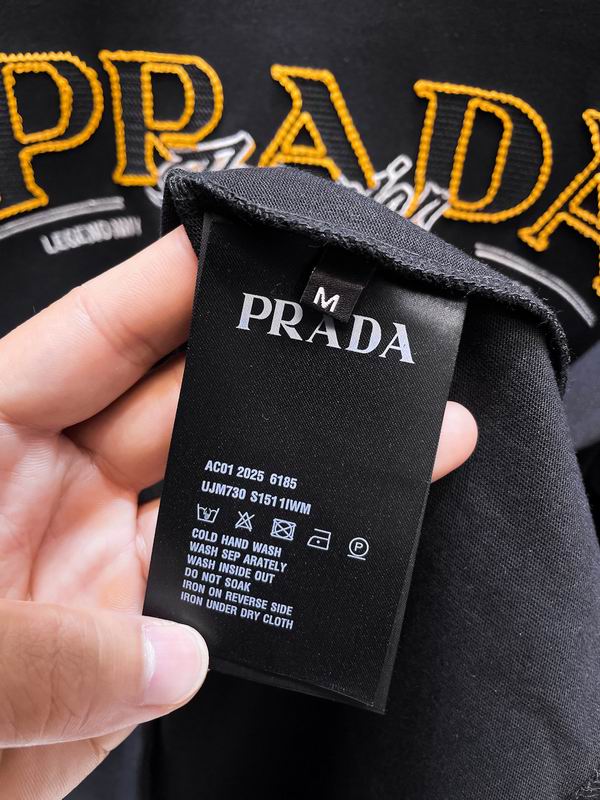 PRADA
LEGEND
M
PRADA
AC01 2025 6185
UJM730 S1511IWM
P
COLD HAND WASH
WASH SEP ARATELY
WASH INSIDE OUT
DO NOT SOAK
IRON ON REVERSE SIDE
IRON UNDER DRY CLOTH